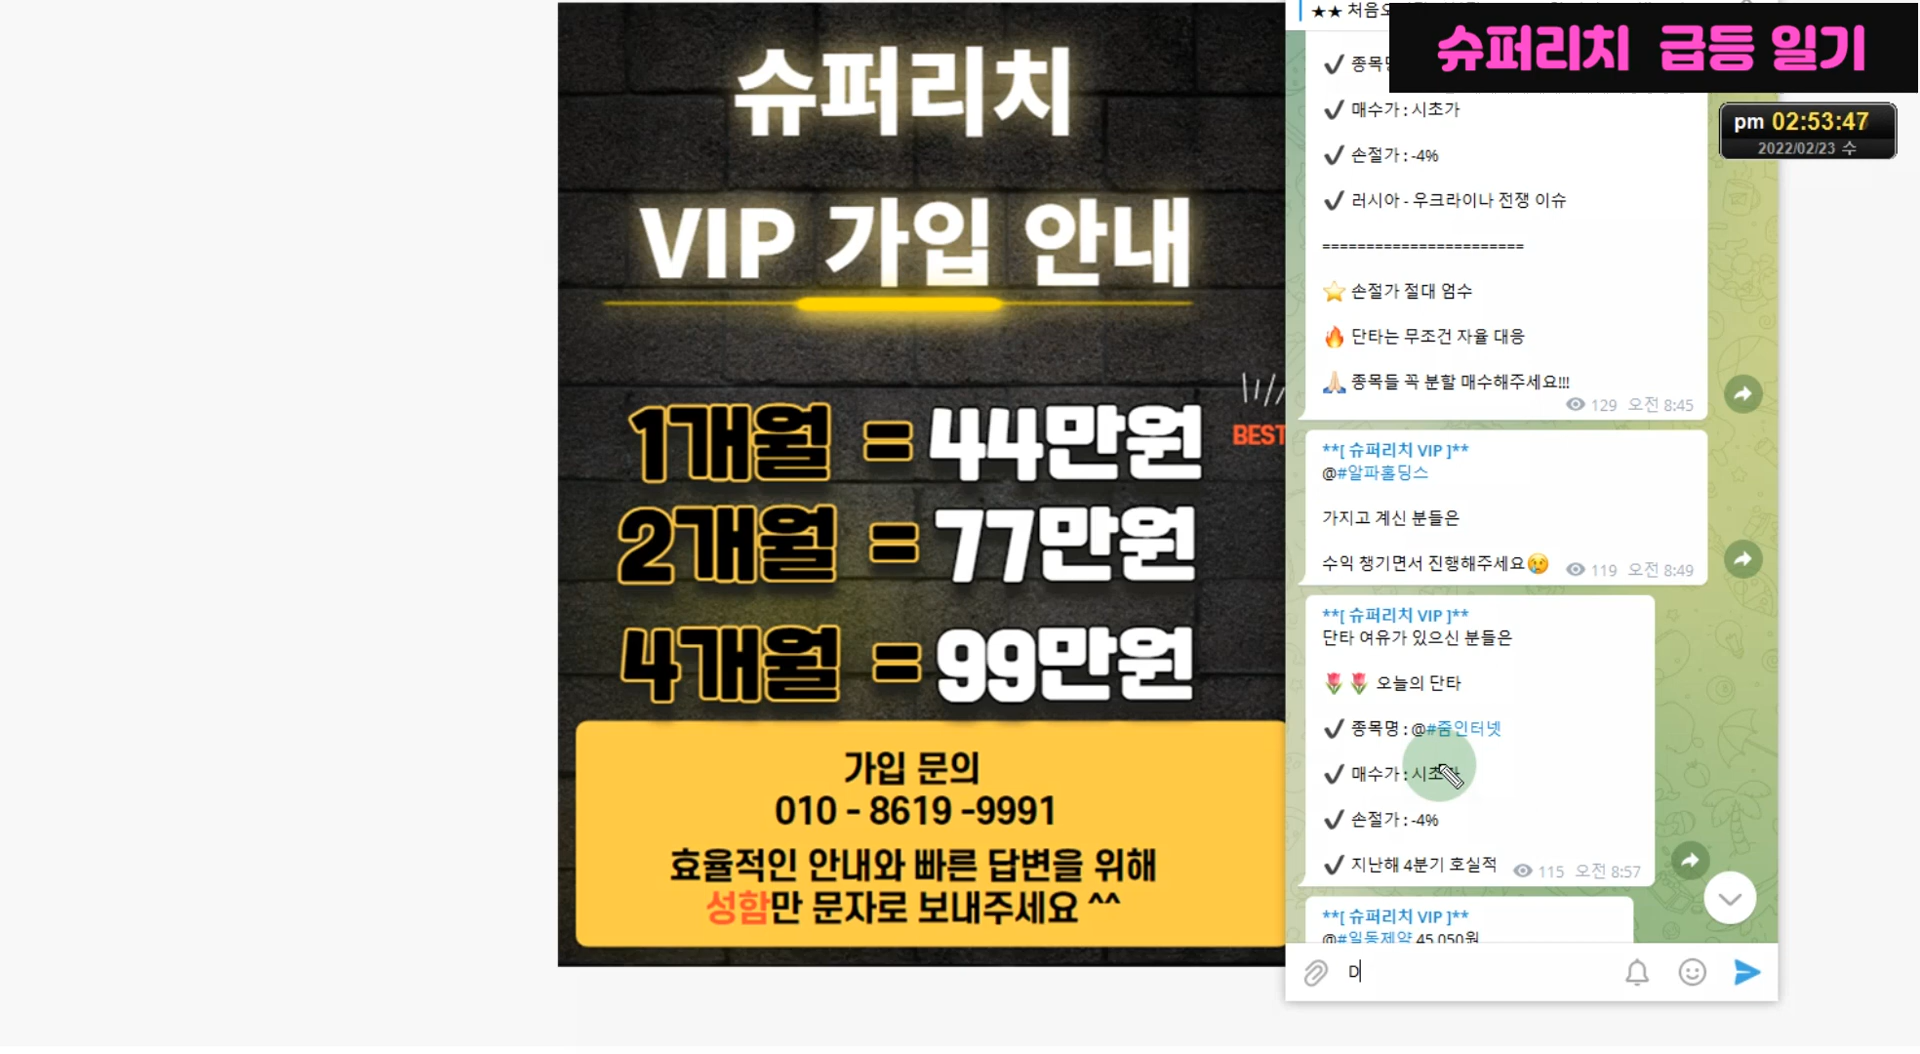 슈퍼리치
VIP 가입 안내
1개월 = 44만원
BEST
2개월 = 77만원
4개월 = 99만원
가입 문의
010 - 8619 -9991
효율적인 안내와 빠른 답변을 위해
성함만 문자로 보내주세요 ^^
★★ 처음오
슈퍼리치 급등 일기
pm 02:53:47
2022/02/23 수
✔ 매수가 : 시초가
✔ 손절가 : -4%
✔ 러시아 - 우크라이나 전쟁 이슈
=======================
⭐ 손절가 절대 엄수
🔥 단타는 무조건 자율 대응
🙏🏻 종목들 꼭 분할 매수해주세요!!!
129 오전 8:45
**[ 슈퍼리치 VIP ]**
@#알파홀딩스
가지고 계신 분들은
수익 챙기면서 진행해주세요😢
119 오전 8:49
**[ 슈퍼리치 VIP ]**
단타 여유가 있으신 분들은
🌷🌷 오늘의 단타
✔ 종목명 : @#줌인터넷
✔ 매수가 : 시초가
✔ 손절가 : -4%
✔ 지난해 4분기 호실적
115 오전 8:57
**[ 슈퍼리치 VIP ]**
@#일동제약 45,050원
D